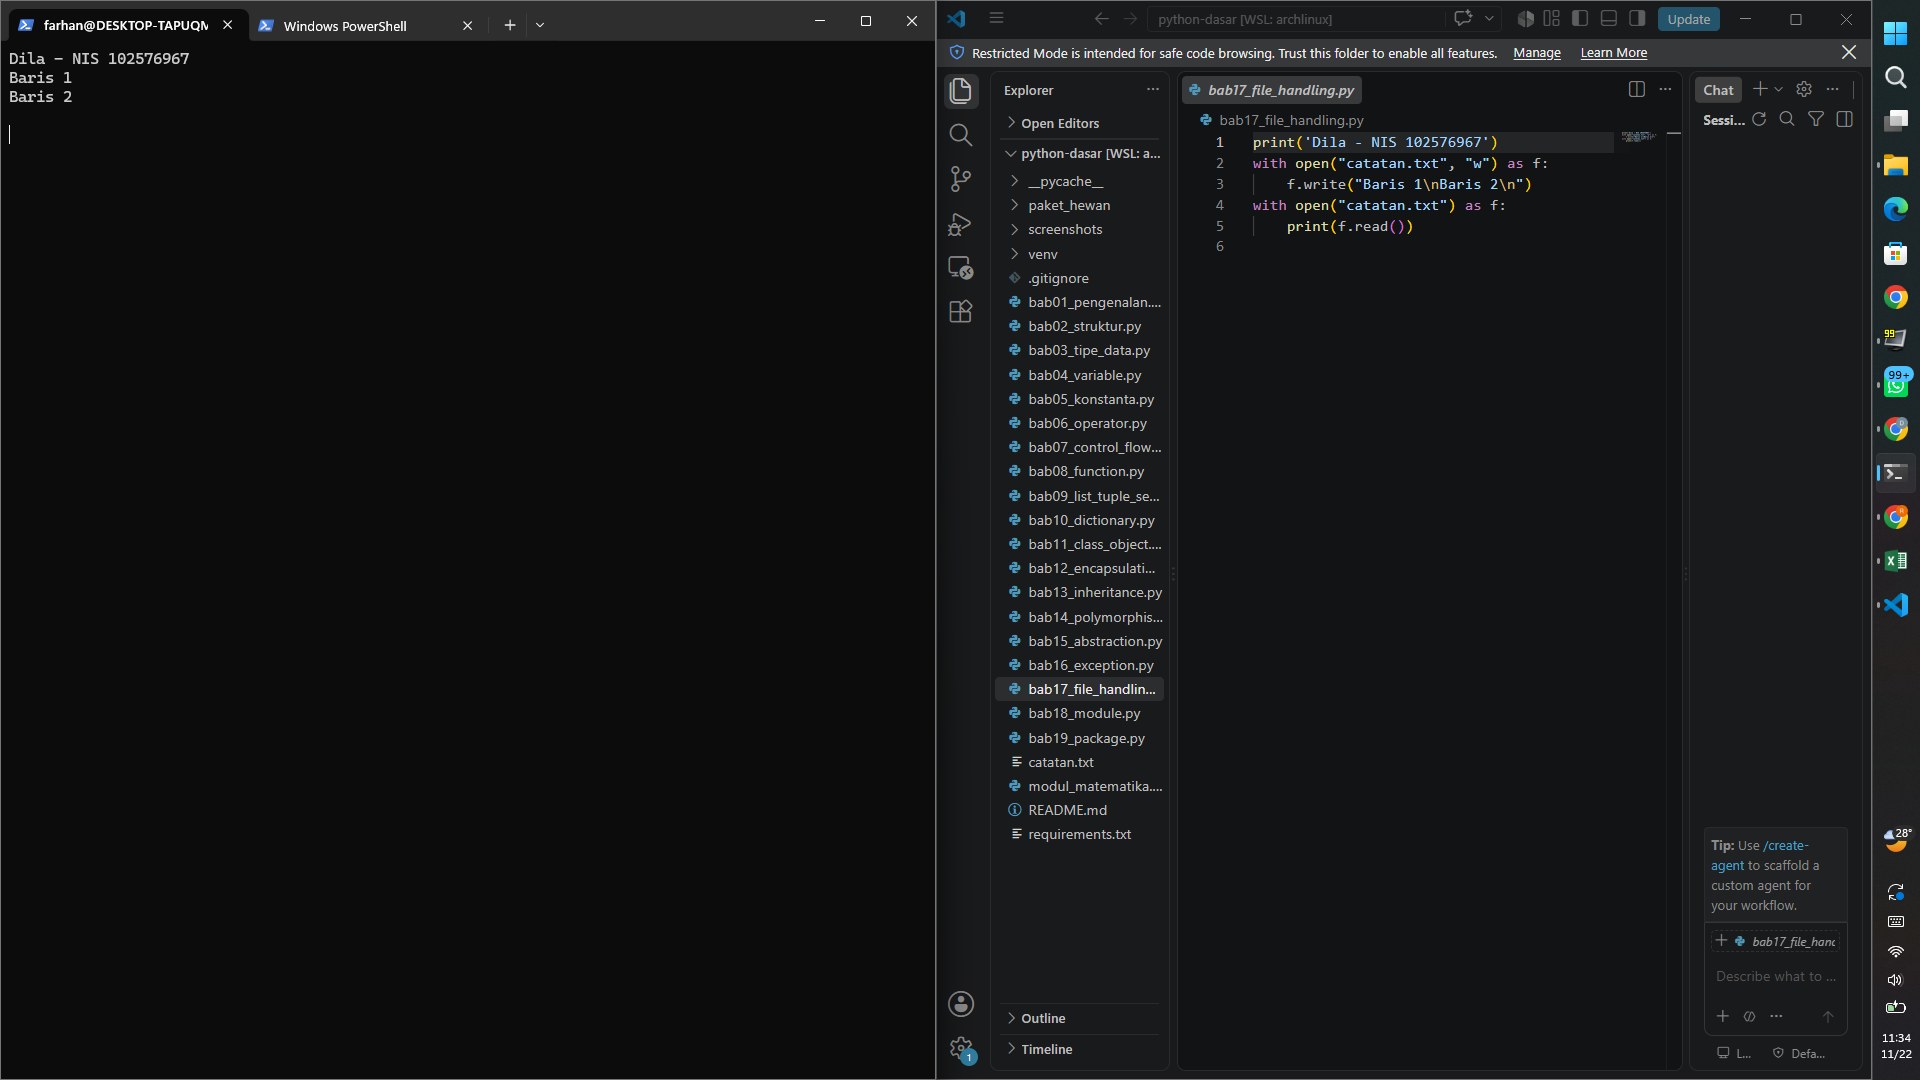 farhan@DESKTOP-TAPUQN
Windows PowerShell
Dila - NIS 102576967
Baris 1
Baris 2
python-dasar [WSL: archlinux]
Update
Restricted Mode is intended for safe code browsing. Trust this folder to enable all features.
Manage
Learn More
Explorer
Open Editors
python-dasar [WSL: a...
__pycache__
paket_hewan
screenshots
venv
.gitignore
bab01_pengenalan....
bab02_struktur.py
bab03_tipe_data.py
bab04_variable.py
bab05_konstanta.py
bab06_operator.py
bab07_control_flow...
bab08_function.py
bab09_list_tuple_se...
bab10_dictionary.py
bab11_class_object....
bab12_encapsulati...
bab13_inheritance.py
bab14_polymorphis...
bab15_abstraction.py
bab16_exception.py
bab17_file_handlin...
bab18_module.py
bab19_package.py
catatan.txt
modul_matematika....
README.md
requirements.txt
Outline
Timeline
1
bab17_file_handling.py
bab17_file_handling.py
1 print('Dila - NIS 102576967')
2 with open("catatan.txt", "w") as f:
3     f.write("Baris 1\nBaris 2\n")
4 with open("catatan.txt") as f:
5     print(f.read())
6
Chat
Sessi...
Tip: Use /create-
agent to scaffold a
custom agent for
your workflow.
bab17_file_hand
Describe what to ...
L...
Defa...
99
99+
28°
11:34
11/22